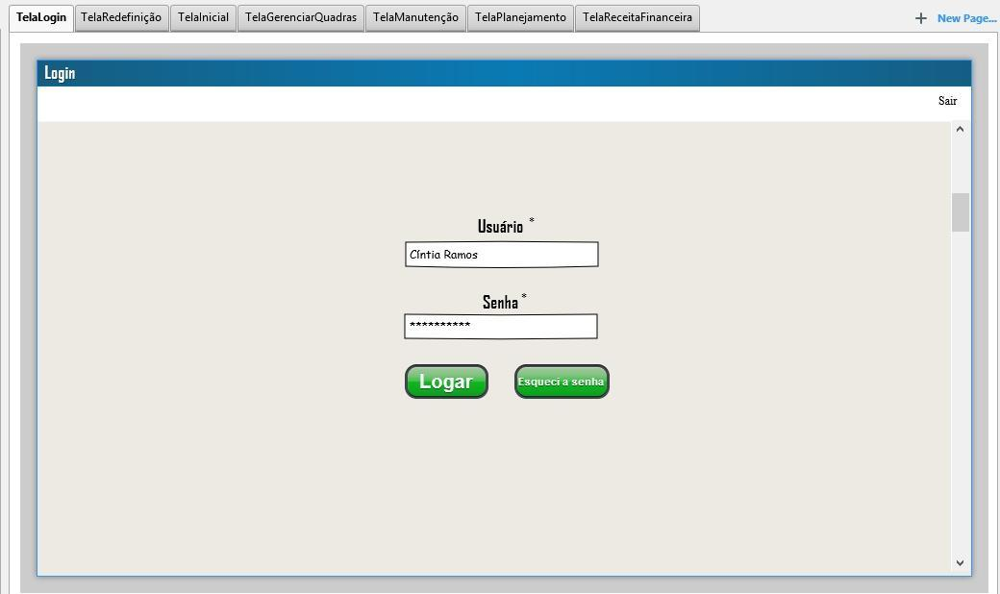 TelaLogin TelaRedefinição TelaInicial TelaGerenciarQuadras TelaManutenção TelaPlanejamento TelaReceitaFinanceira + New Page...
Login
Sair
Usuário *
Cíntia Ramos
Senha *
**********
Logar Esqueci a senha